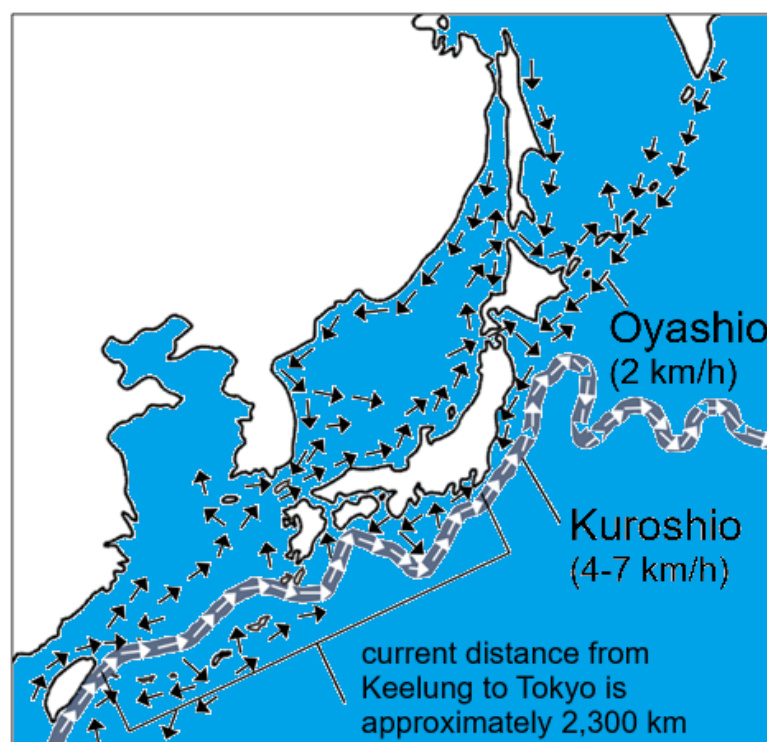 Oyashio
(2 km/h)
Kuroshio
(4-7 km/h)
current distance from
Keelung to Tokyo is
approximately 2,300 km